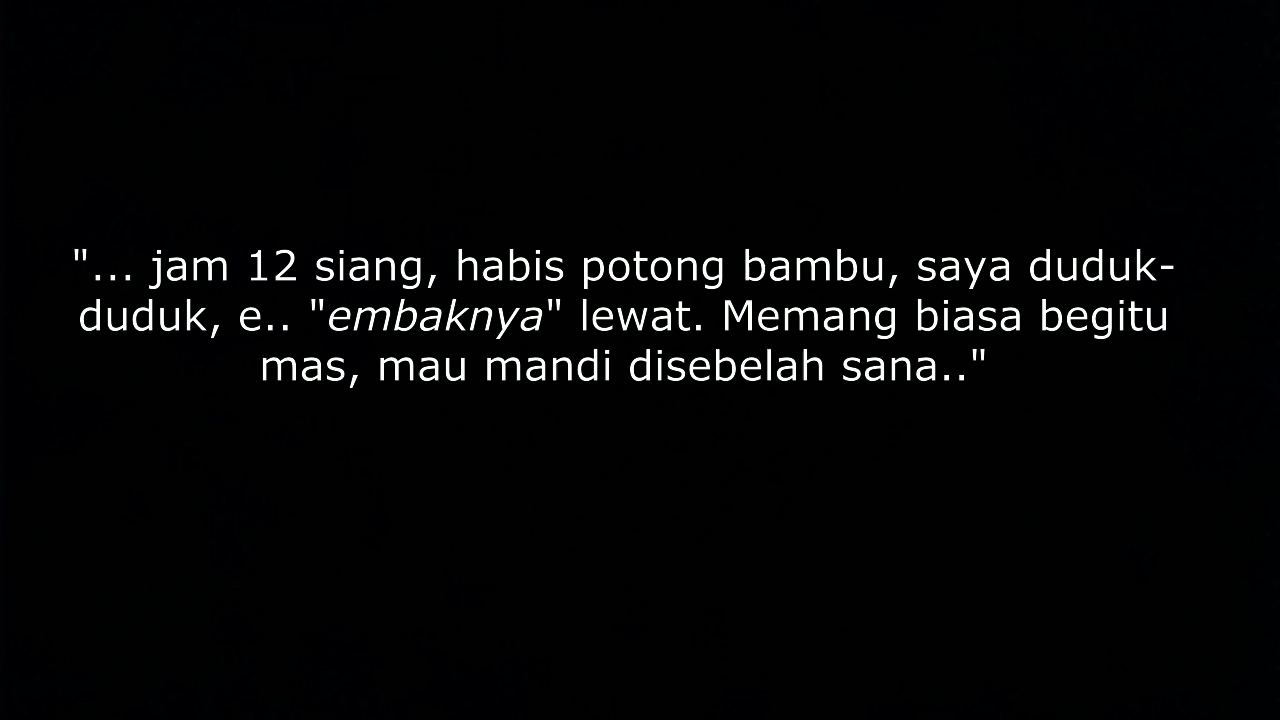 "... jam 12 siang, habis potong bambu, saya duduk-
duduk, e.. "embaknya" lewat. Memang biasa begitu
mas, mau mandi disebelah sana.."